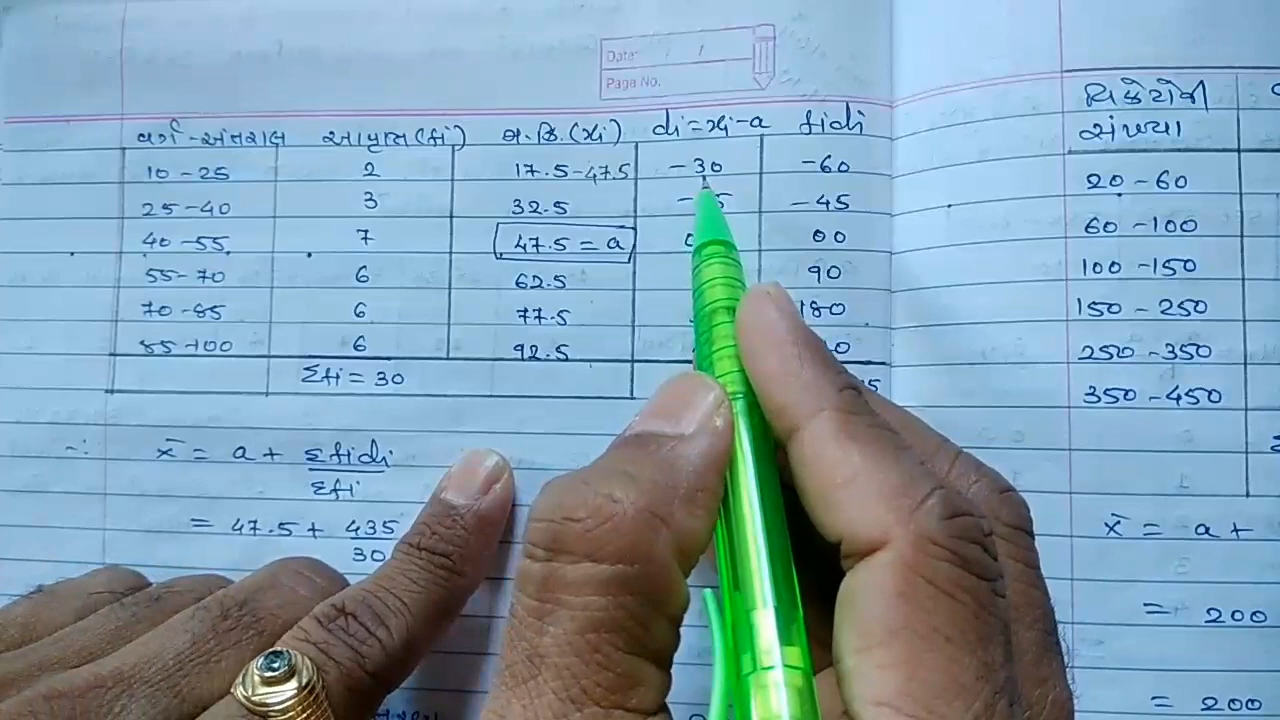 Date: / /
Page No.
વર્ગ-અંતરાલ આવૃત્તિ (fi) મ.કિ.(xi) di=xi-a fidi
10-25 2 17.5-47.5 -30 -60
25-40 3 32.5 -45
40-55 7 47.5 = a 00
55-70 6 62.5 90
70-85 6 77.5 180
85-100 6 92.5
Σfi = 30
∴ x̄ = a + Σfidi / Σfi
= 47.5 + 435 / 30
વિકેટોની
સંખ્યા
20-60
60-100
100-150
150-250
250-350
350-450
x̄ = a +
= 200
= 200